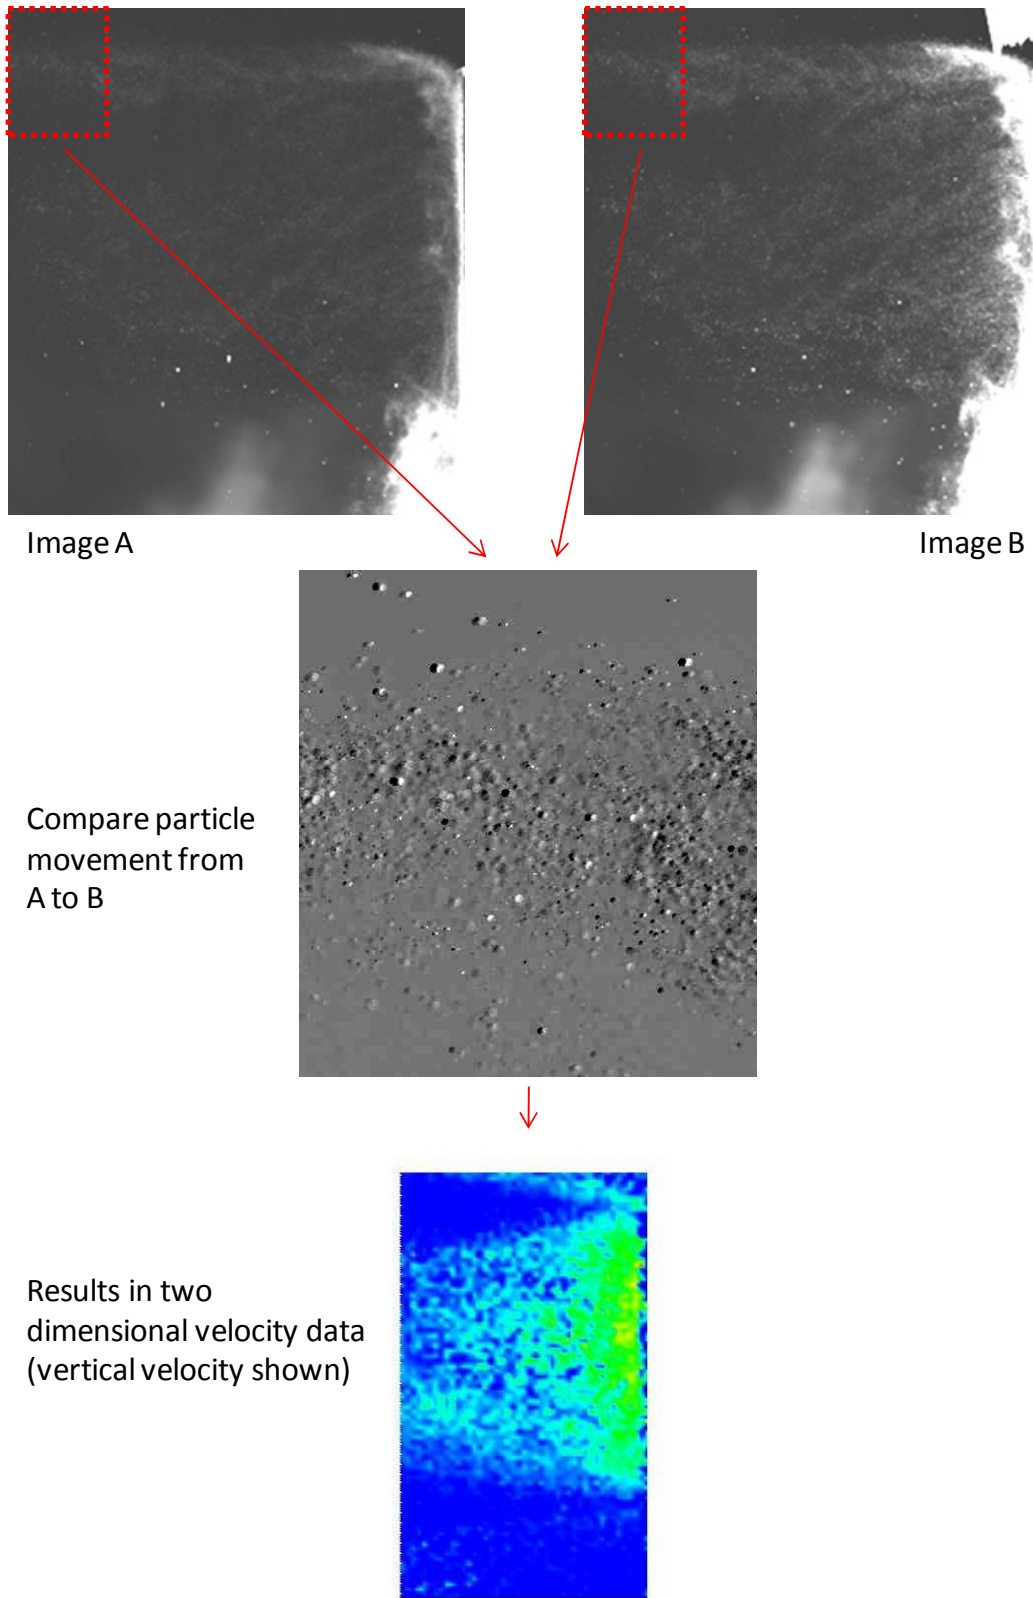 Image A
Image B
Compare particle
movement from
A to B
Results in two
dimensional velocity data
(vertical velocity shown)